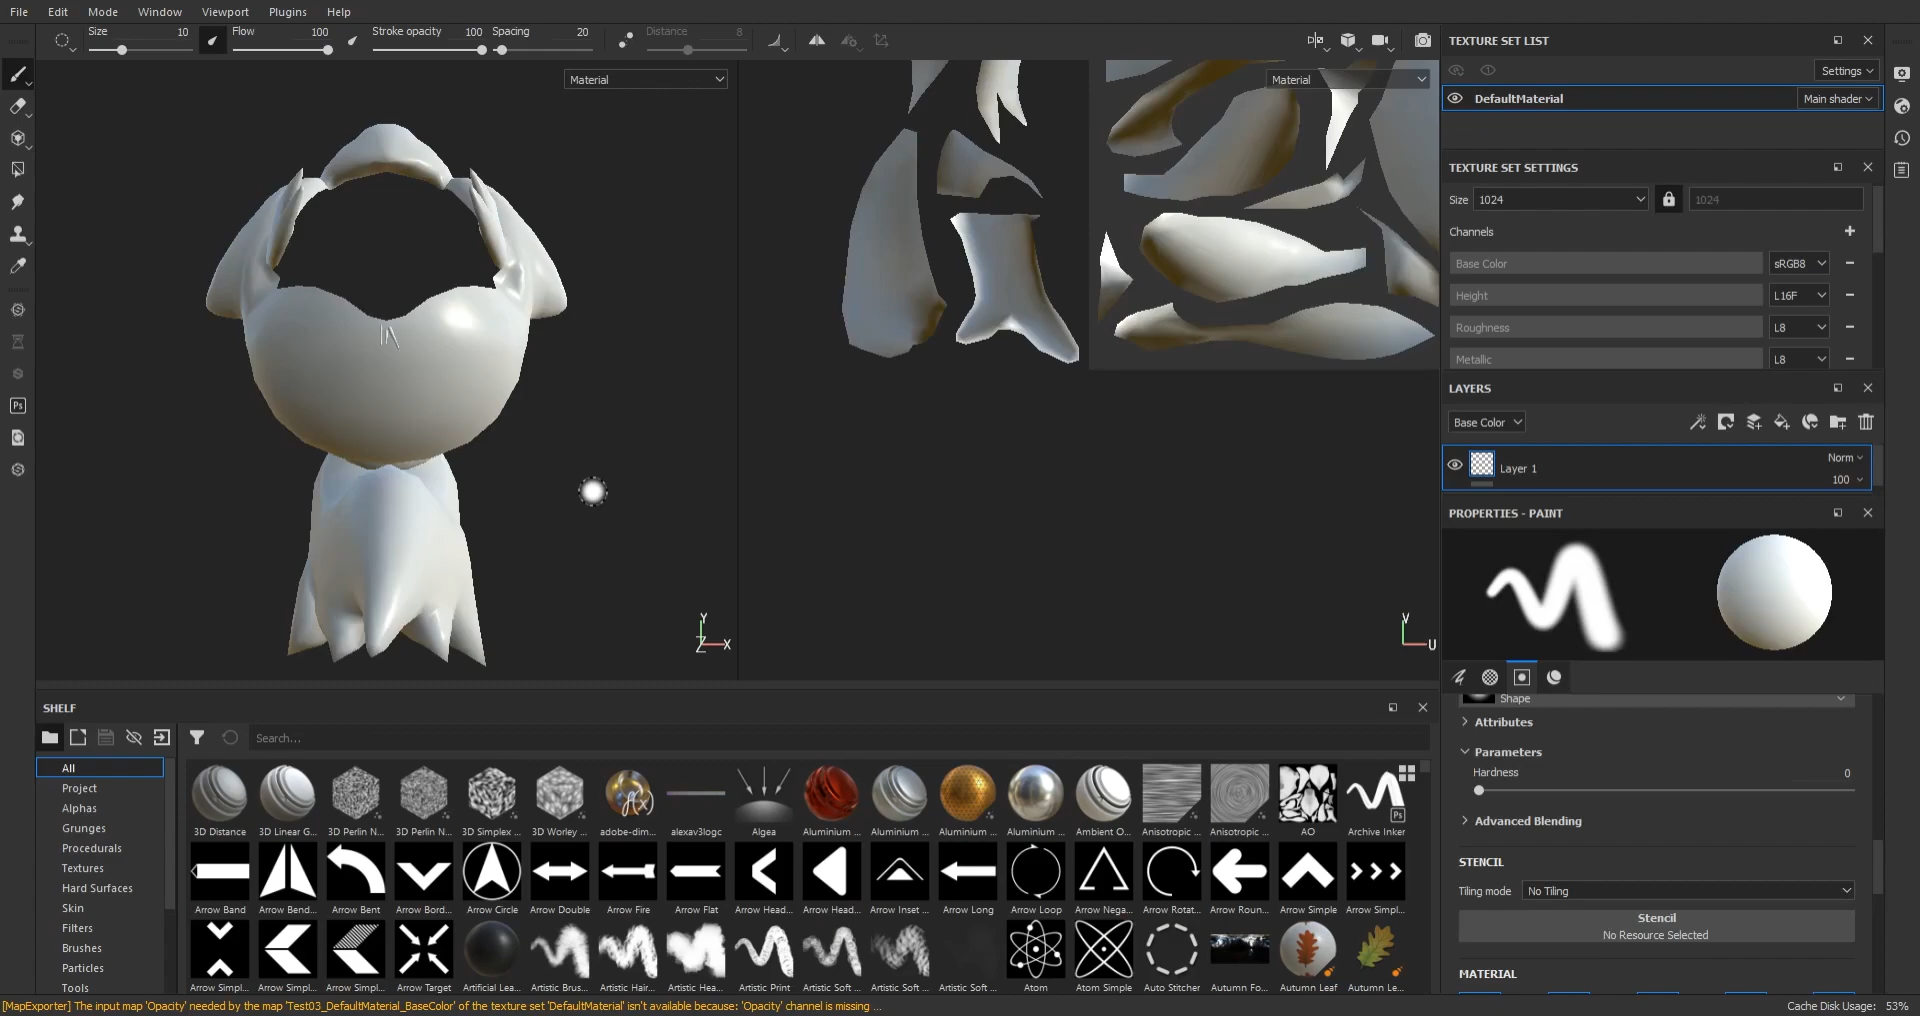 File Edit Mode Window Viewport Plugins Help
Size 10 Flow 100 Stroke opacity 100 Spacing 20 Distance 8
Material
Material
Y
Z X
V
U
TEXTURE SET LIST
Settings
DefaultMaterial Main shader
TEXTURE SET SETTINGS
Size 1024 1024
Channels
Base Color sRGB8
Height L16F
Roughness L8
Metallic L8
LAYERS
Base Color
Layer 1 Norm
100
PROPERTIES - PAINT
Shape
Attributes
Parameters
Hardness 0
Advanced Blending
STENCIL
Tiling mode No Tiling
Stencil
No Resource Selected
MATERIAL
Ps
SHELF
Search...
All
Project
Alphas
Grunges
Procedurals
Textures
Hard Surfaces
Skin
Filters
Brushes
Particles
Tools
3D Distance 3D Linear G... 3D Perlin N... 3D Perlin N... 3D Simplex ... 3D Worley ... adobe-dim... alexav3logc Algea Aluminium ... Aluminium ... Aluminium ... Aluminium ... Ambient O... Anisotropic ... Anisotropic ... AO Archive Inker
Arrow Band Arrow Bend... Arrow Bent Arrow Bord... Arrow Circle Arrow Double Arrow Fire Arrow Flat Arrow Head... Arrow Head... Arrow Inset ... Arrow Long Arrow Loop Arrow Nega... Arrow Rotat... Arrow Roun... Arrow Simple Arrow Simpl...
Arrow Simpl... Arrow Simpl... Arrow Simpl... Arrow Target Artificial Lea... Artistic Brus... Artistic Hair... Artistic Hea... Artistic Print Artistic Soft ... Artistic Soft ... Artistic Soft ... Atom Atom Simple Auto Stitcher Autumn Fo... Autumn Leaf Autumn Le...
[MapExporter] The input map 'Opacity' needed by the map 'Test03_DefaultMaterial_BaseColor' of the texture set 'DefaultMaterial' isn't available because: 'Opacity' channel is missing ...
Cache Disk Usage: 53%